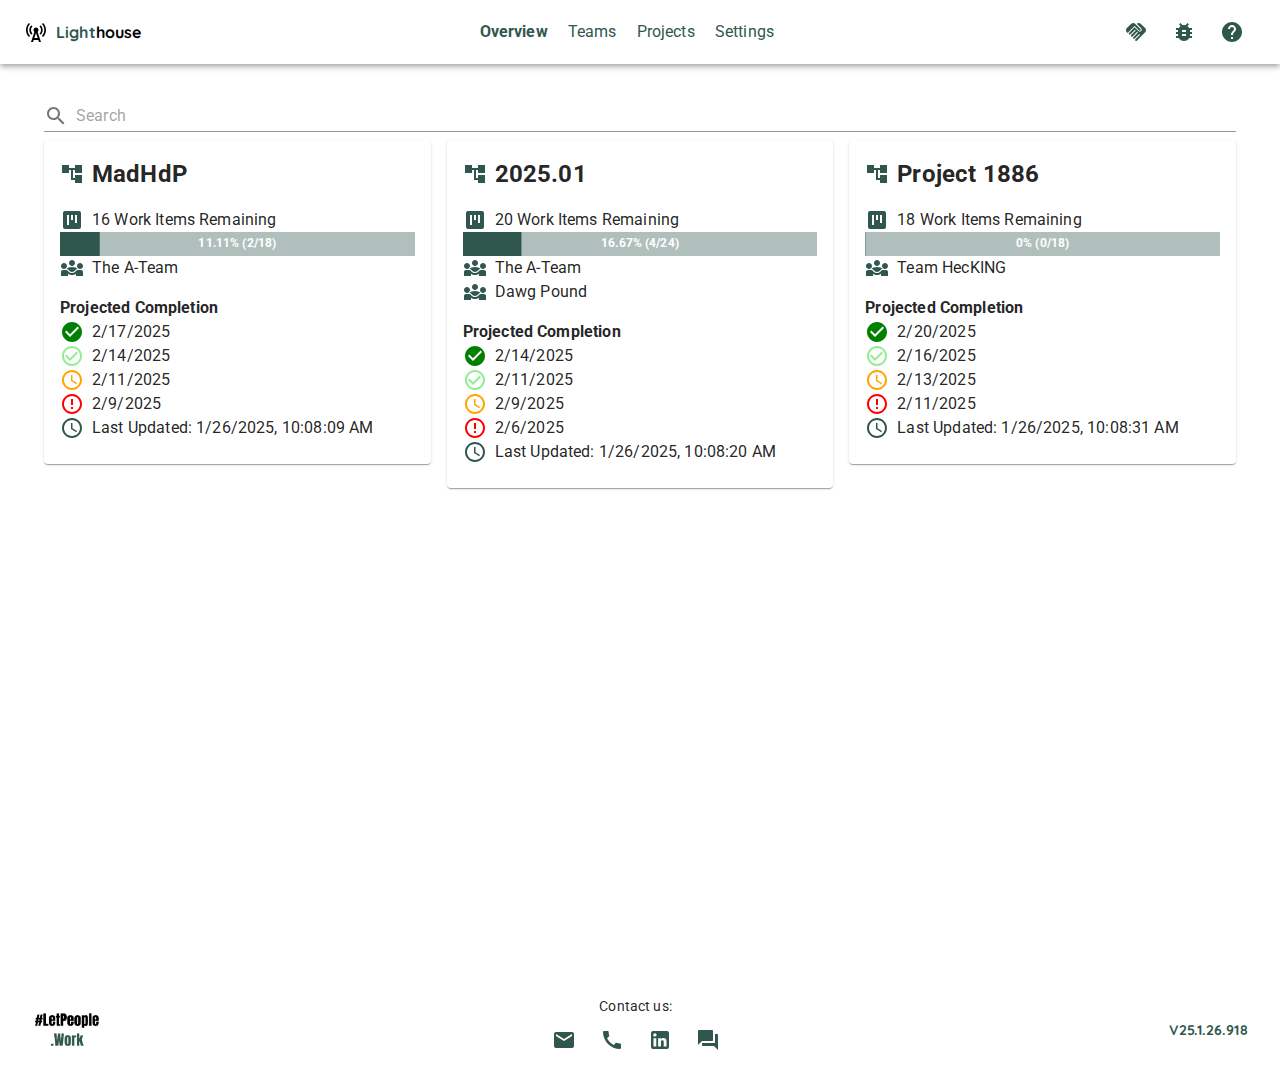 Lighthouse
Overview Teams Projects Settings
Search
MadHdP
16 Work Items Remaining
11.11% (2/18)
The A-Team
Projected Completion
2/17/2025
2/14/2025
2/11/2025
2/9/2025
Last Updated: 1/26/2025, 10:08:09 AM
2025.01
20 Work Items Remaining
16.67% (4/24)
The A-Team
Dawg Pound
Projected Completion
2/14/2025
2/11/2025
2/9/2025
2/6/2025
Last Updated: 1/26/2025, 10:08:20 AM
Project 1886
18 Work Items Remaining
0% (0/18)
Team HecKING
Projected Completion
2/20/2025
2/16/2025
2/13/2025
2/11/2025
Last Updated: 1/26/2025, 10:08:31 AM
#LetPeople
.Work
Contact us:
V25.1.26.918